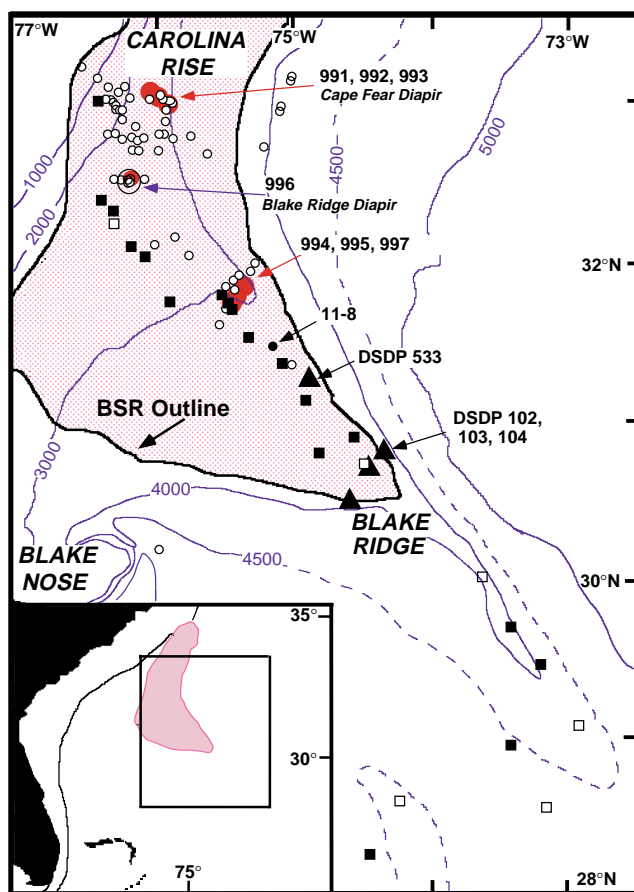 77°W
75°W
73°W
CAROLINA
RISE
991, 992, 993
Cape Fear Diapir
4500
5000
1000
996
Blake Ridge Diapir
2000
994, 995, 997
32°N
11-8
DSDP 533
BSR Outline
DSDP 102,
103, 104
3000
4000
BLAKE
RIDGE
BLAKE
NOSE
4500
30°N
35°
30°
75°
28°N